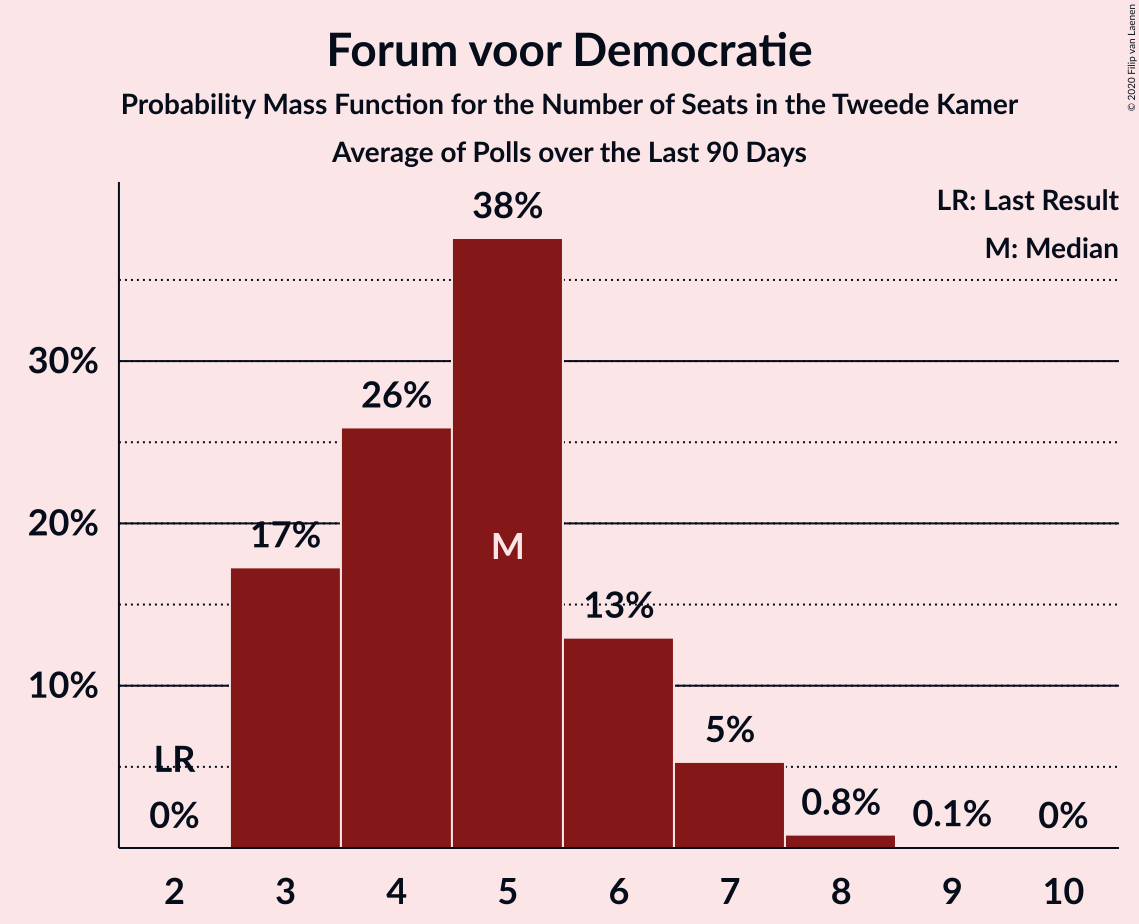 Forum voor Democratie
Probability Mass Function for the Number of Seats in the Tweede Kamer
Average of Polls over the Last 90 Days
© 2020 Filip van Laenen
LR: Last Result
M: Median
38%
30%
26%
20%
17%
M
13%
10%
5%
LR
0%
0.8%
0.1%
0%
2 3 4 5 6 7 8 9 10